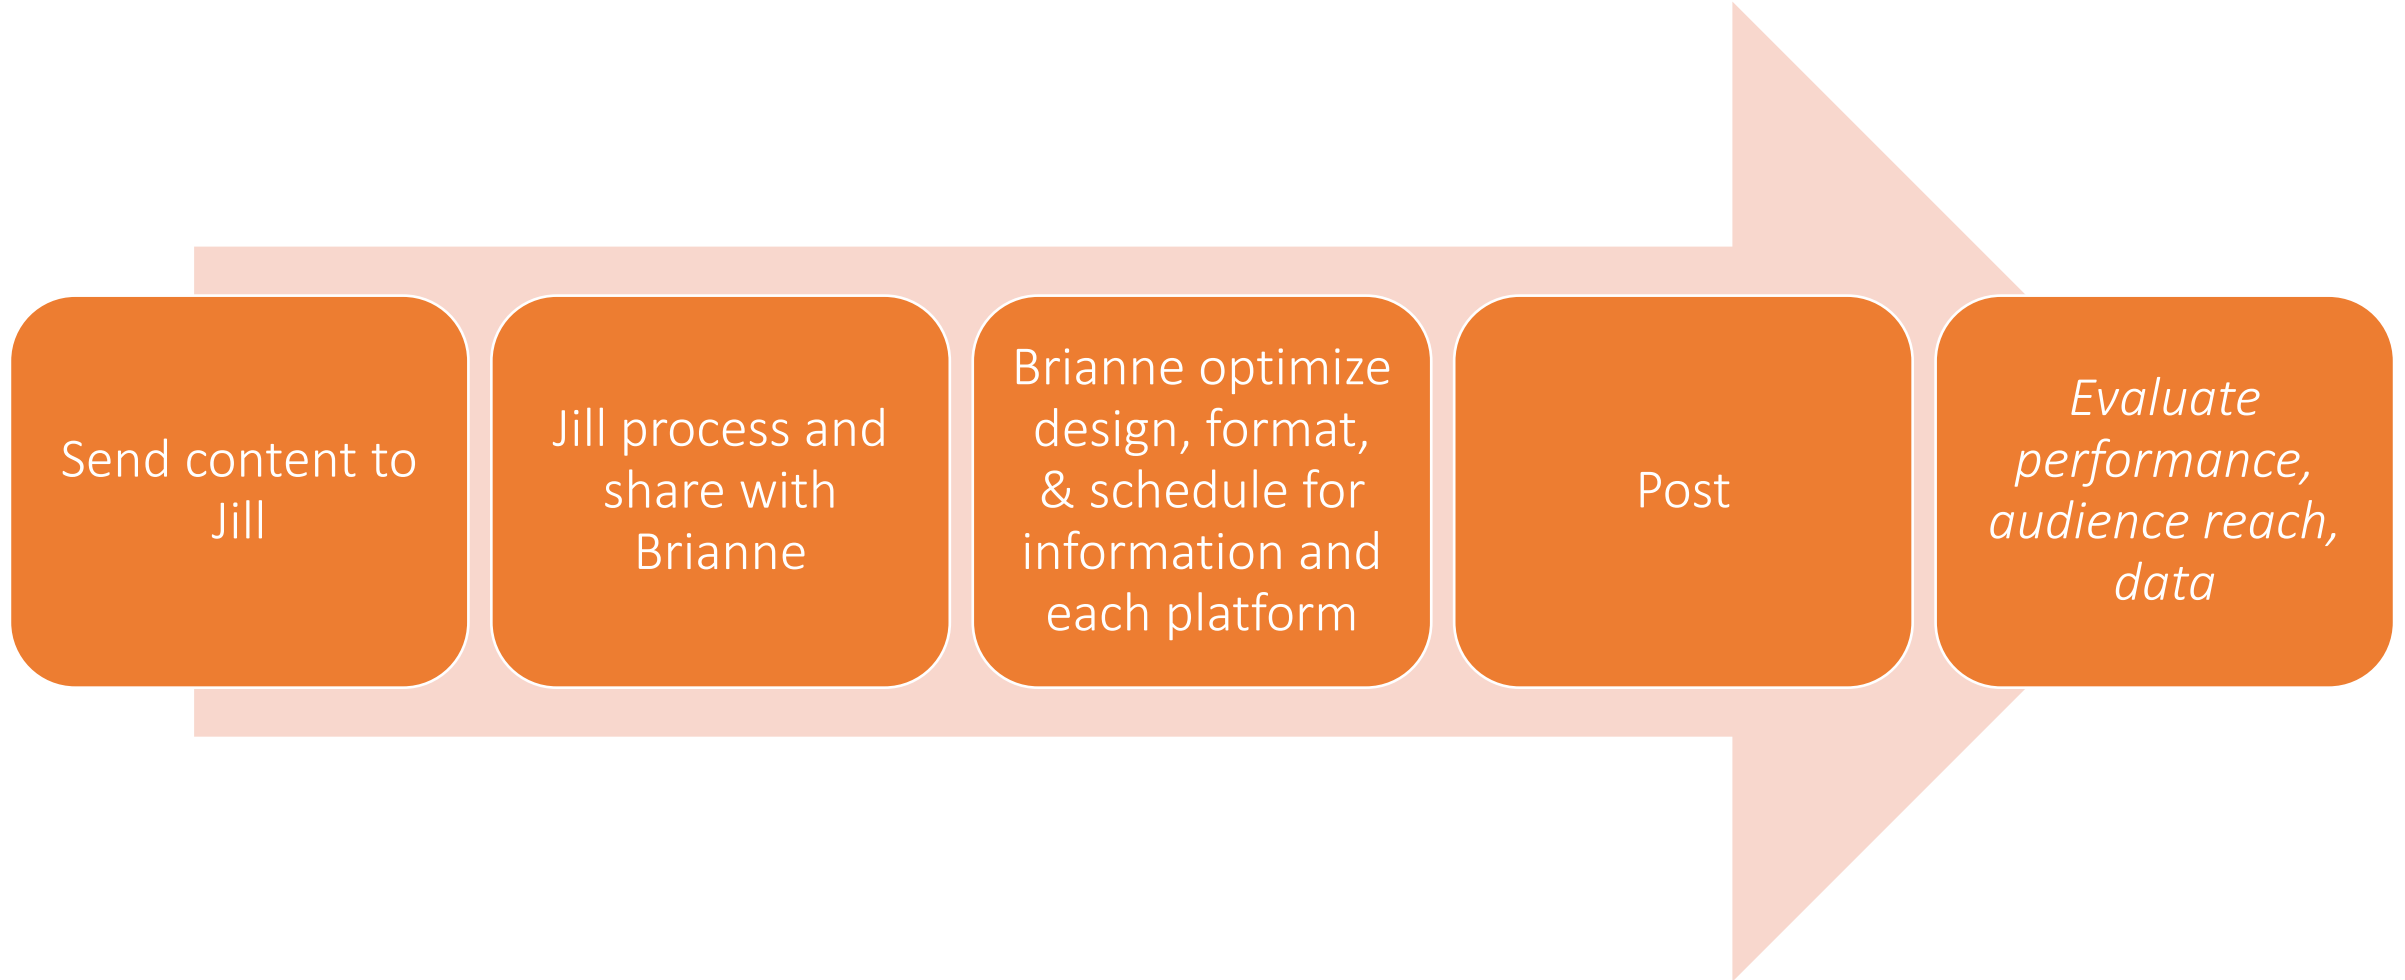 Send content to
Jill
Jill process and
share with
Brianne
Brianne optimize
design, format,
& schedule for
information and
each platform
Post
Evaluate
performance,
audience reach,
data